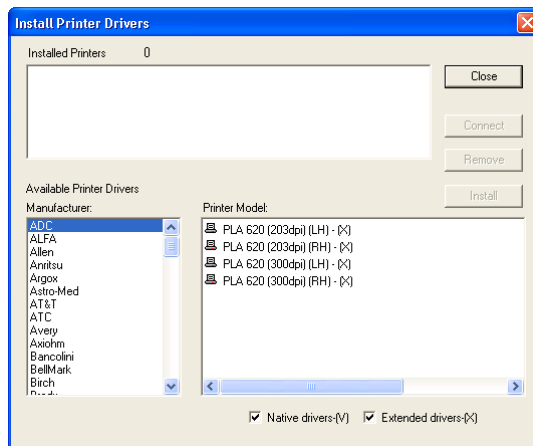 Install Printer Drivers
Installed Printers 0
Close
Connect
Remove
Install
Available Printer Drivers
Manufacturer:
Printer Model:
ADC
ALFA
Allen
Anritsu
Argox
Astro-Med
AT&T
ATC
Avery
Axiohm
Bancolini
BellMark
Birch
Brady
PLA 620 (203dpi) (LH) - (X)
PLA 620 (203dpi) (RH) - (X)
PLA 620 (300dpi) (LH) - (X)
PLA 620 (300dpi) (RH) - (X)
Native drivers-(V)
Extended drivers-(X)